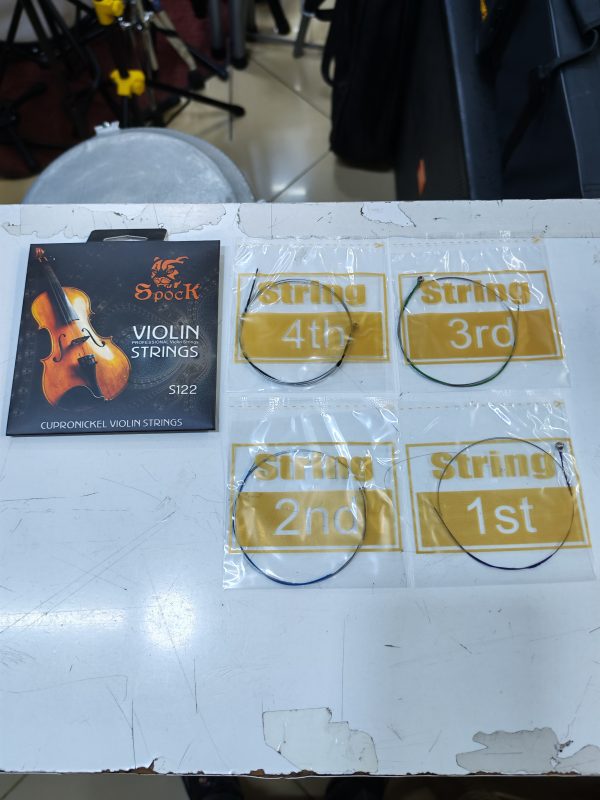 Spock
VIOLIN
PROFESSIONAL Violin Strings
STRINGS
S122
CUPRONICKEL VIOLIN STRINGS
String
4th
String
3rd
String
2nd
String
1st